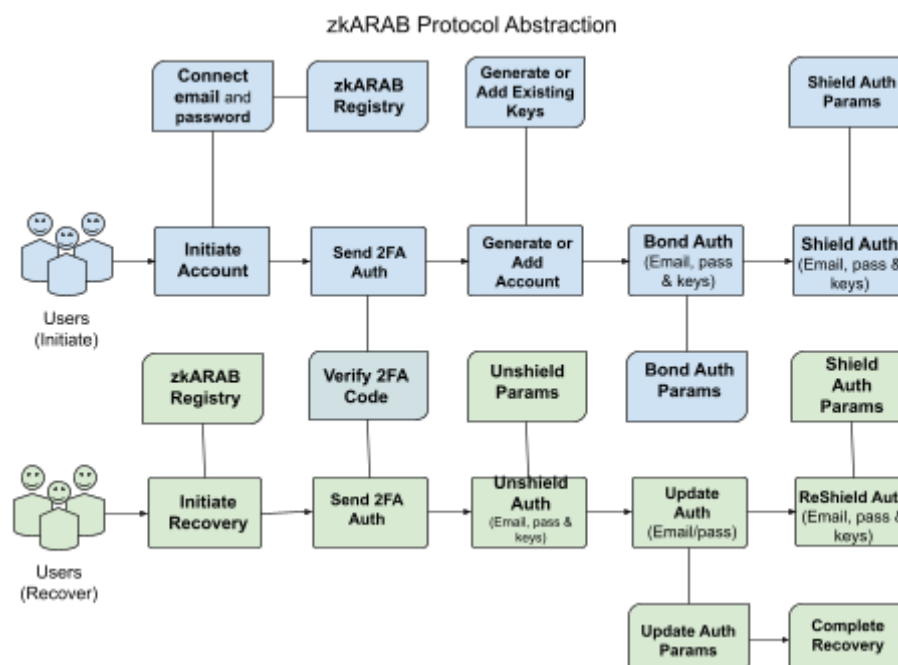 zkARAB Protocol Abstraction
Connect
email and
password
zkARAB
Registry
Generate or
Add Existing
Keys
Shield Auth
Params
Initiate
Account
Send 2FA
Auth
Generate or
Add
Account
Bond Auth
(Email, pass
& keys)
Shield Auth
(Email, pass &
keys)
Users
(Initiate)
zkARAB
Registry
Verify 2FA
Code
Unshield
Params
Bond Auth
Params
Shield
Auth
Params
Initiate
Recovery
Send 2FA
Auth
Unshield
Auth
(Email, pass &
keys)
Update
Auth
(Email/pass)
ReShield Auth
(Email, pass &
keys)
Users
(Recover)
Update Auth
Params
Complete
Recovery